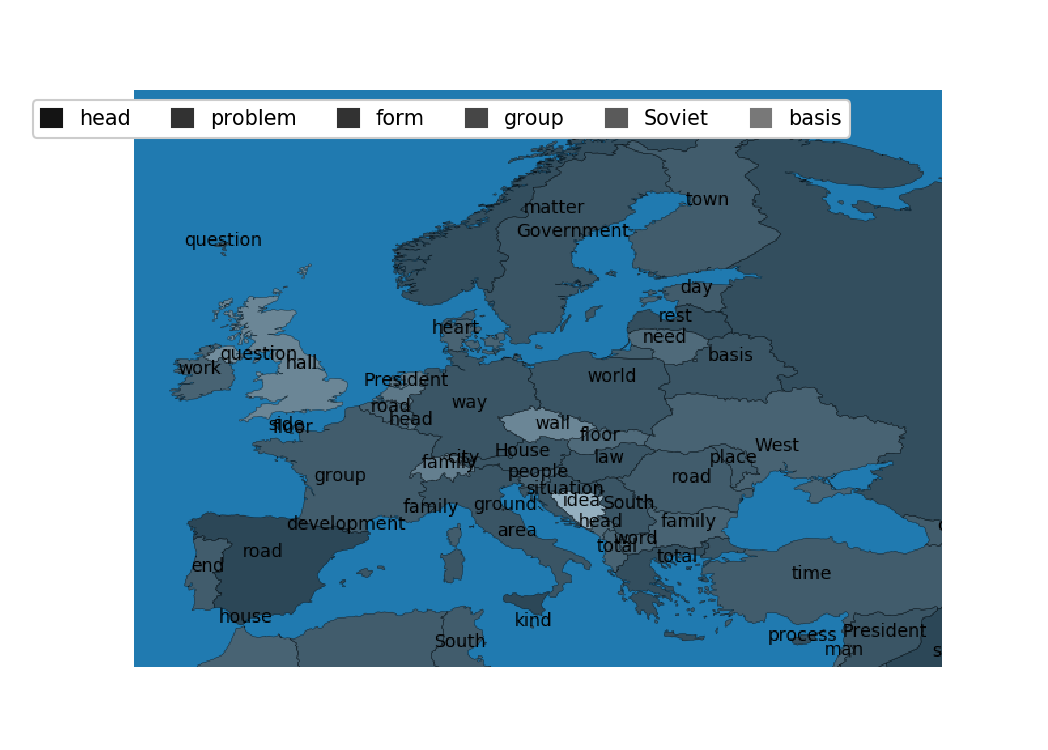 head problem form group Soviet basis
town
matter
Government
question
day
rest
heart
need
question
hall
basis
work
President
world
road
way
head
side
floor
wall
floor
West
place
House
law
city
family
people
group
road
situation
idea
South
family
ground
head
family
development
area
word
total
road
total
end
time
house
kind
President
process
South
man